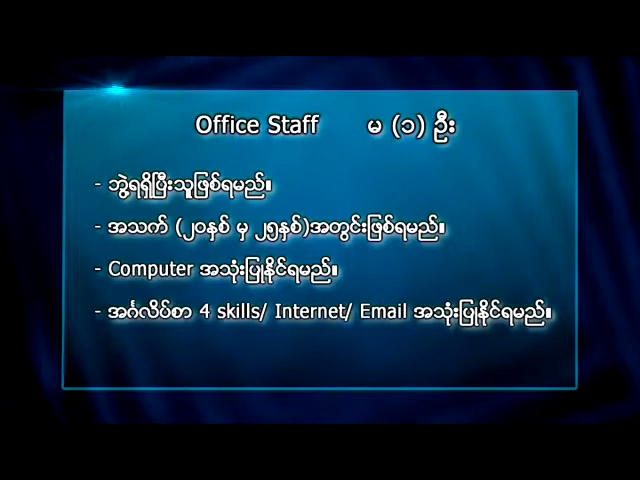 Office Staff မ (၁) ဦး
- ဘွဲ့ရရှိပြီးသူဖြစ်ရမည်။
- အသက် (၂၀နှစ် မှ ၂၅နှစ်)အတွင်းဖြစ်ရမည်။
- Computer အသုံးပြုနိုင်ရမည်။
- အင်္ဂလိပ်စာ 4 skills/ Internet/ Email အသုံးပြုနိုင်ရမည်။